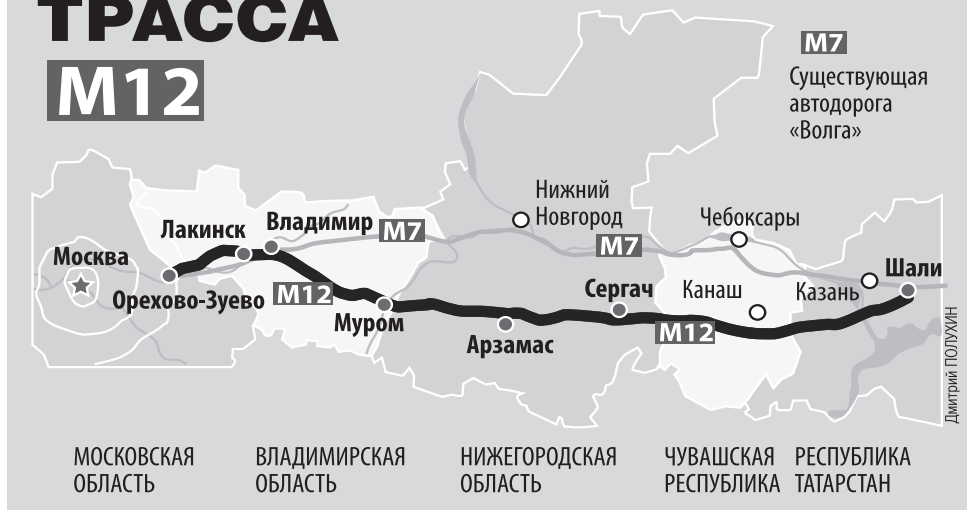 ТРАССА
М12
М7
Существующая
автодорога
«Волга»
Нижний
Новгород
Чебоксары
Лакинск
Владимир
М7
М7
Москва
Шали
Орехово-Зуево
М12
Сергач
Канаш
Казань
Муром
М12
Арзамас
Дмитрий ПОЛУХИН
МОСКОВСКАЯ
ОБЛАСТЬ
ВЛАДИМИРСКАЯ
ОБЛАСТЬ
НИЖЕГОРОДСКАЯ
ОБЛАСТЬ
ЧУВАШСКАЯ
РЕСПУБЛИКА
РЕСПУБЛИКА
ТАТАРСТАН